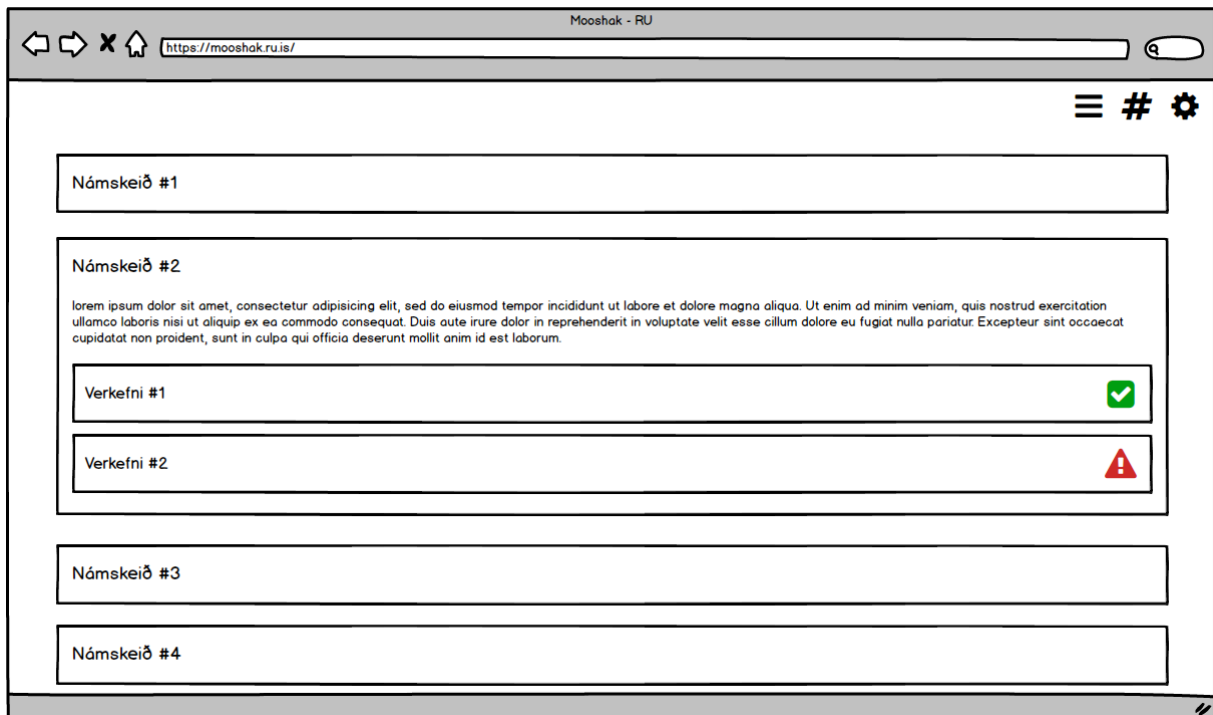 Mooshak - RU
https://mooshak.ru.is/
Námskeið #1
Námskeið #2
lorem ipsum dolor sit amet, consectetur adipisicing elit, sed do eiusmod tempor incididunt ut labore et dolore magna aliqua. Ut enim ad minim veniam, quis nostrud exercitation
ullamco laboris nisi ut aliquip ex ea commodo consequat. Duis aute irure dolor in reprehenderit in voluptate velit esse cillum dolore eu fugiat nulla pariatur. Excepteur sint occaecat
cupidatat non proident, sunt in culpa qui officia deserunt mollit anim id est laborum.
Verkefni #1
Verkefni #2
Námskeið #3
Námskeið #4